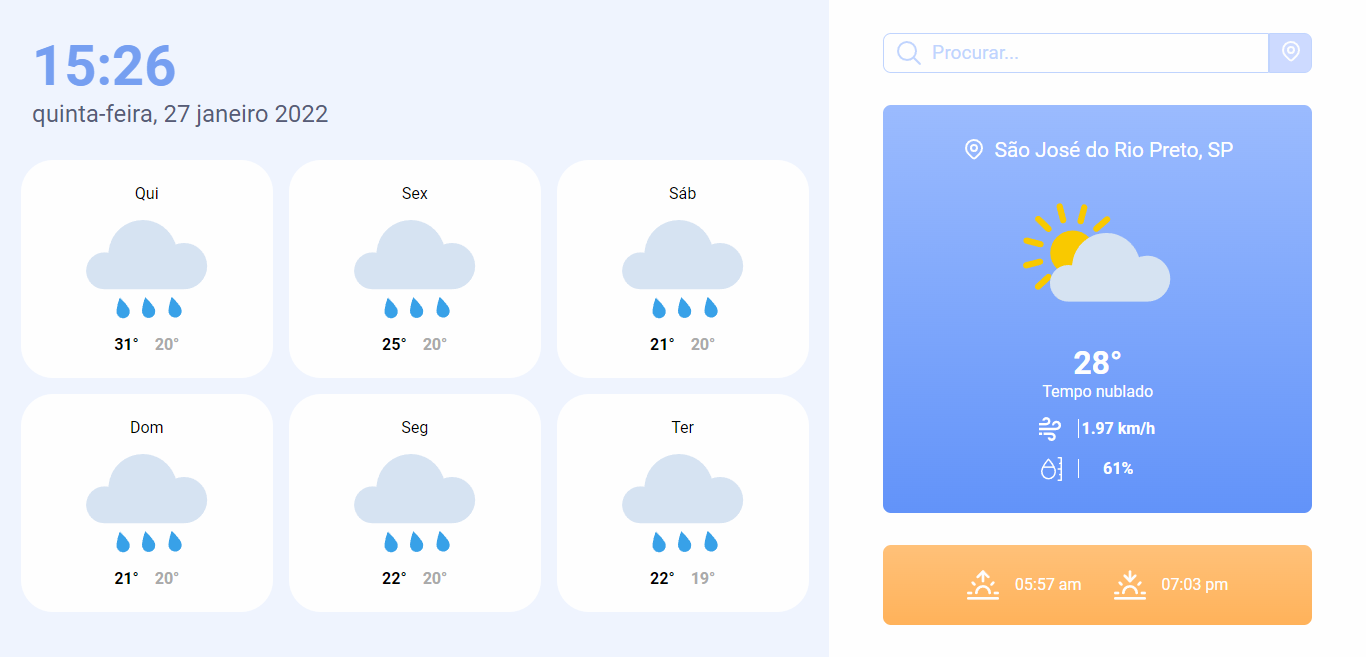 15:26
quinta-feira, 27 janeiro 2022
Qui
31° 20°
Sex
25° 20°
Sáb
21° 20°
Dom
21° 20°
Seg
22° 20°
Ter
22° 19°
Procurar...
São José do Rio Preto, SP
28°
Tempo nublado
1.97 km/h
61%
05:57 am
07:03 pm